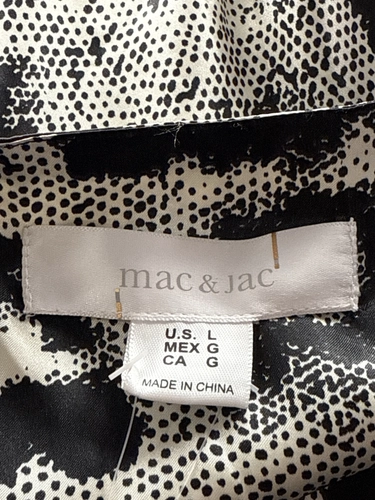 mac & jac
U.S. L
MEX G
CA G
MADE IN CHINA